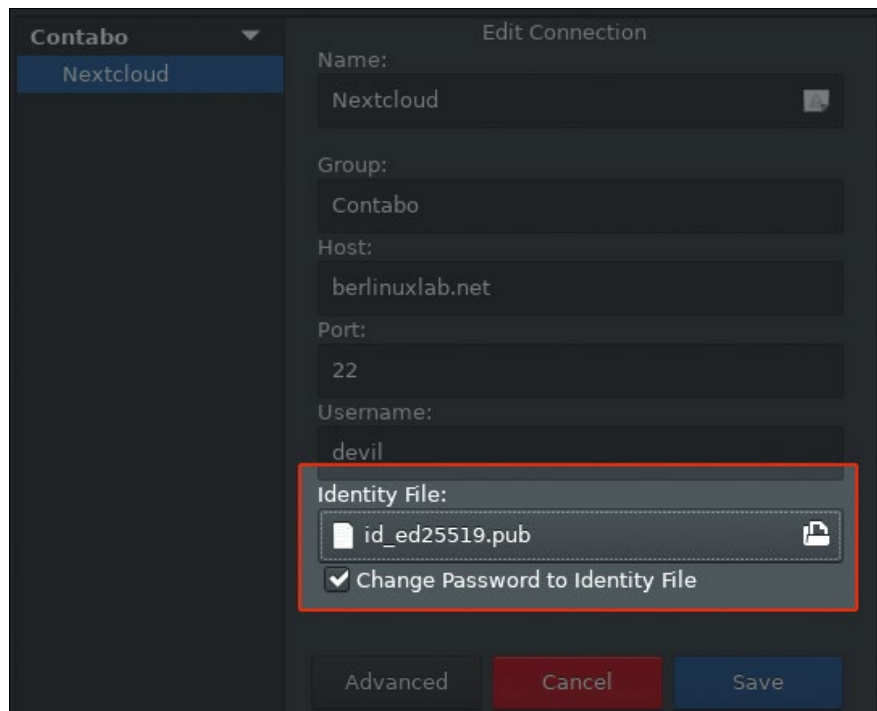 Contabo
Nextcloud
Edit Connection
Name:
Nextcloud
Group:
Contabo
Host:
berlinuxlab.net
Port:
22
Username:
devil
Identity File:
id_ed25519.pub
Change Password to Identity File
Advanced
Cancel
Save